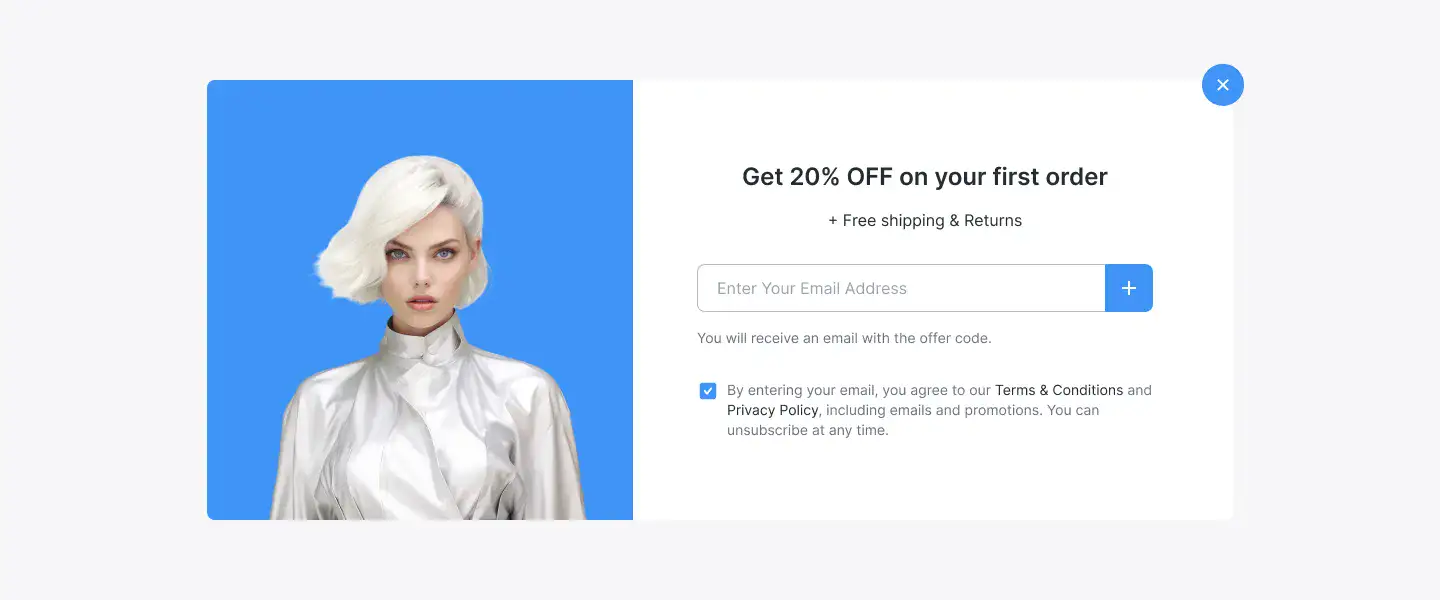 Get 20% OFF on your first order
+ Free shipping & Returns
Enter Your Email Address
You will receive an email with the offer code.
By entering your email, you agree to our Terms & Conditions and
Privacy Policy, including emails and promotions. You can
unsubscribe at any time.